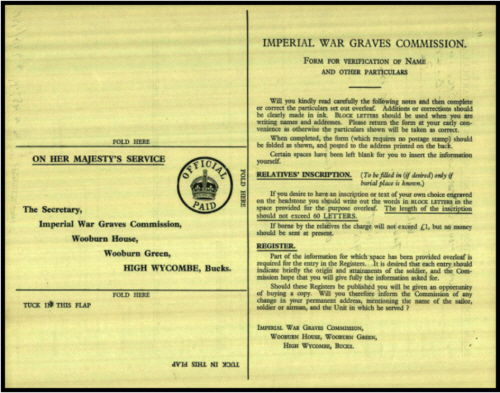 FOLD HERE
ON HER MAJESTY'S SERVICE
OFFICIAL
PAID
FOLD HERE
The Secretary,
Imperial War Graves Commission,
Wooburn House,
Wooburn Green,
HIGH WYCOMBE, Bucks.
FOLD HERE
TUCK IN THIS FLAP
TUCK IN THIS FLAP
IMPERIAL WAR GRAVES COMMISSION.
FORM FOR VERIFICATION OF NAME
AND OTHER PARTICULARS
Will you kindly read carefully the following notes and then complete
or correct the particulars set out overleaf. Additions or corrections should
be clearly made in ink. BLOCK LETTERS should be used when you are
writing names and addresses. Please return the form at your early con-
venience as otherwise the particulars shown will be taken as correct.
When completed, the form (which requires no postage stamp) should
be folded as shown, and posted to the address printed on the back.
Certain spaces have been left blank for you to insert the information
yourself.
RELATIVES' INSCRIPTION. (To be filled in (if desired) only if
burial place is known.)
If you desire to have an inscription or text of your own choice engraved
on the headstone you should write out the words in BLOCK LETTERS in the
space provided for the purpose overleaf. The length of the inscription
should not exceed 60 LETTERS.
If borne by relatives the charge will not exceed £1, but no money
should be sent at present.
REGISTER.
Part of the information for which space has been provided overleaf is
required for the entry in the Registers. It is desired that each entry should
indicate briefly the origin and attainments of the soldier, and the Com-
mission hope that you will give fully the information asked for.
Should these Registers be published you will be given an opportunity
of buying a copy. Will you therefore inform the Commission of any
change in your permanent address, mentioning the name of the sailor,
soldier or airman, and the Unit in which he served ?
IMPERIAL WAR GRAVES COMMISSION,
WOOBURN HOUSE, WOOBURN GREEN,
HIGH WYCOMBE, BUCKS.